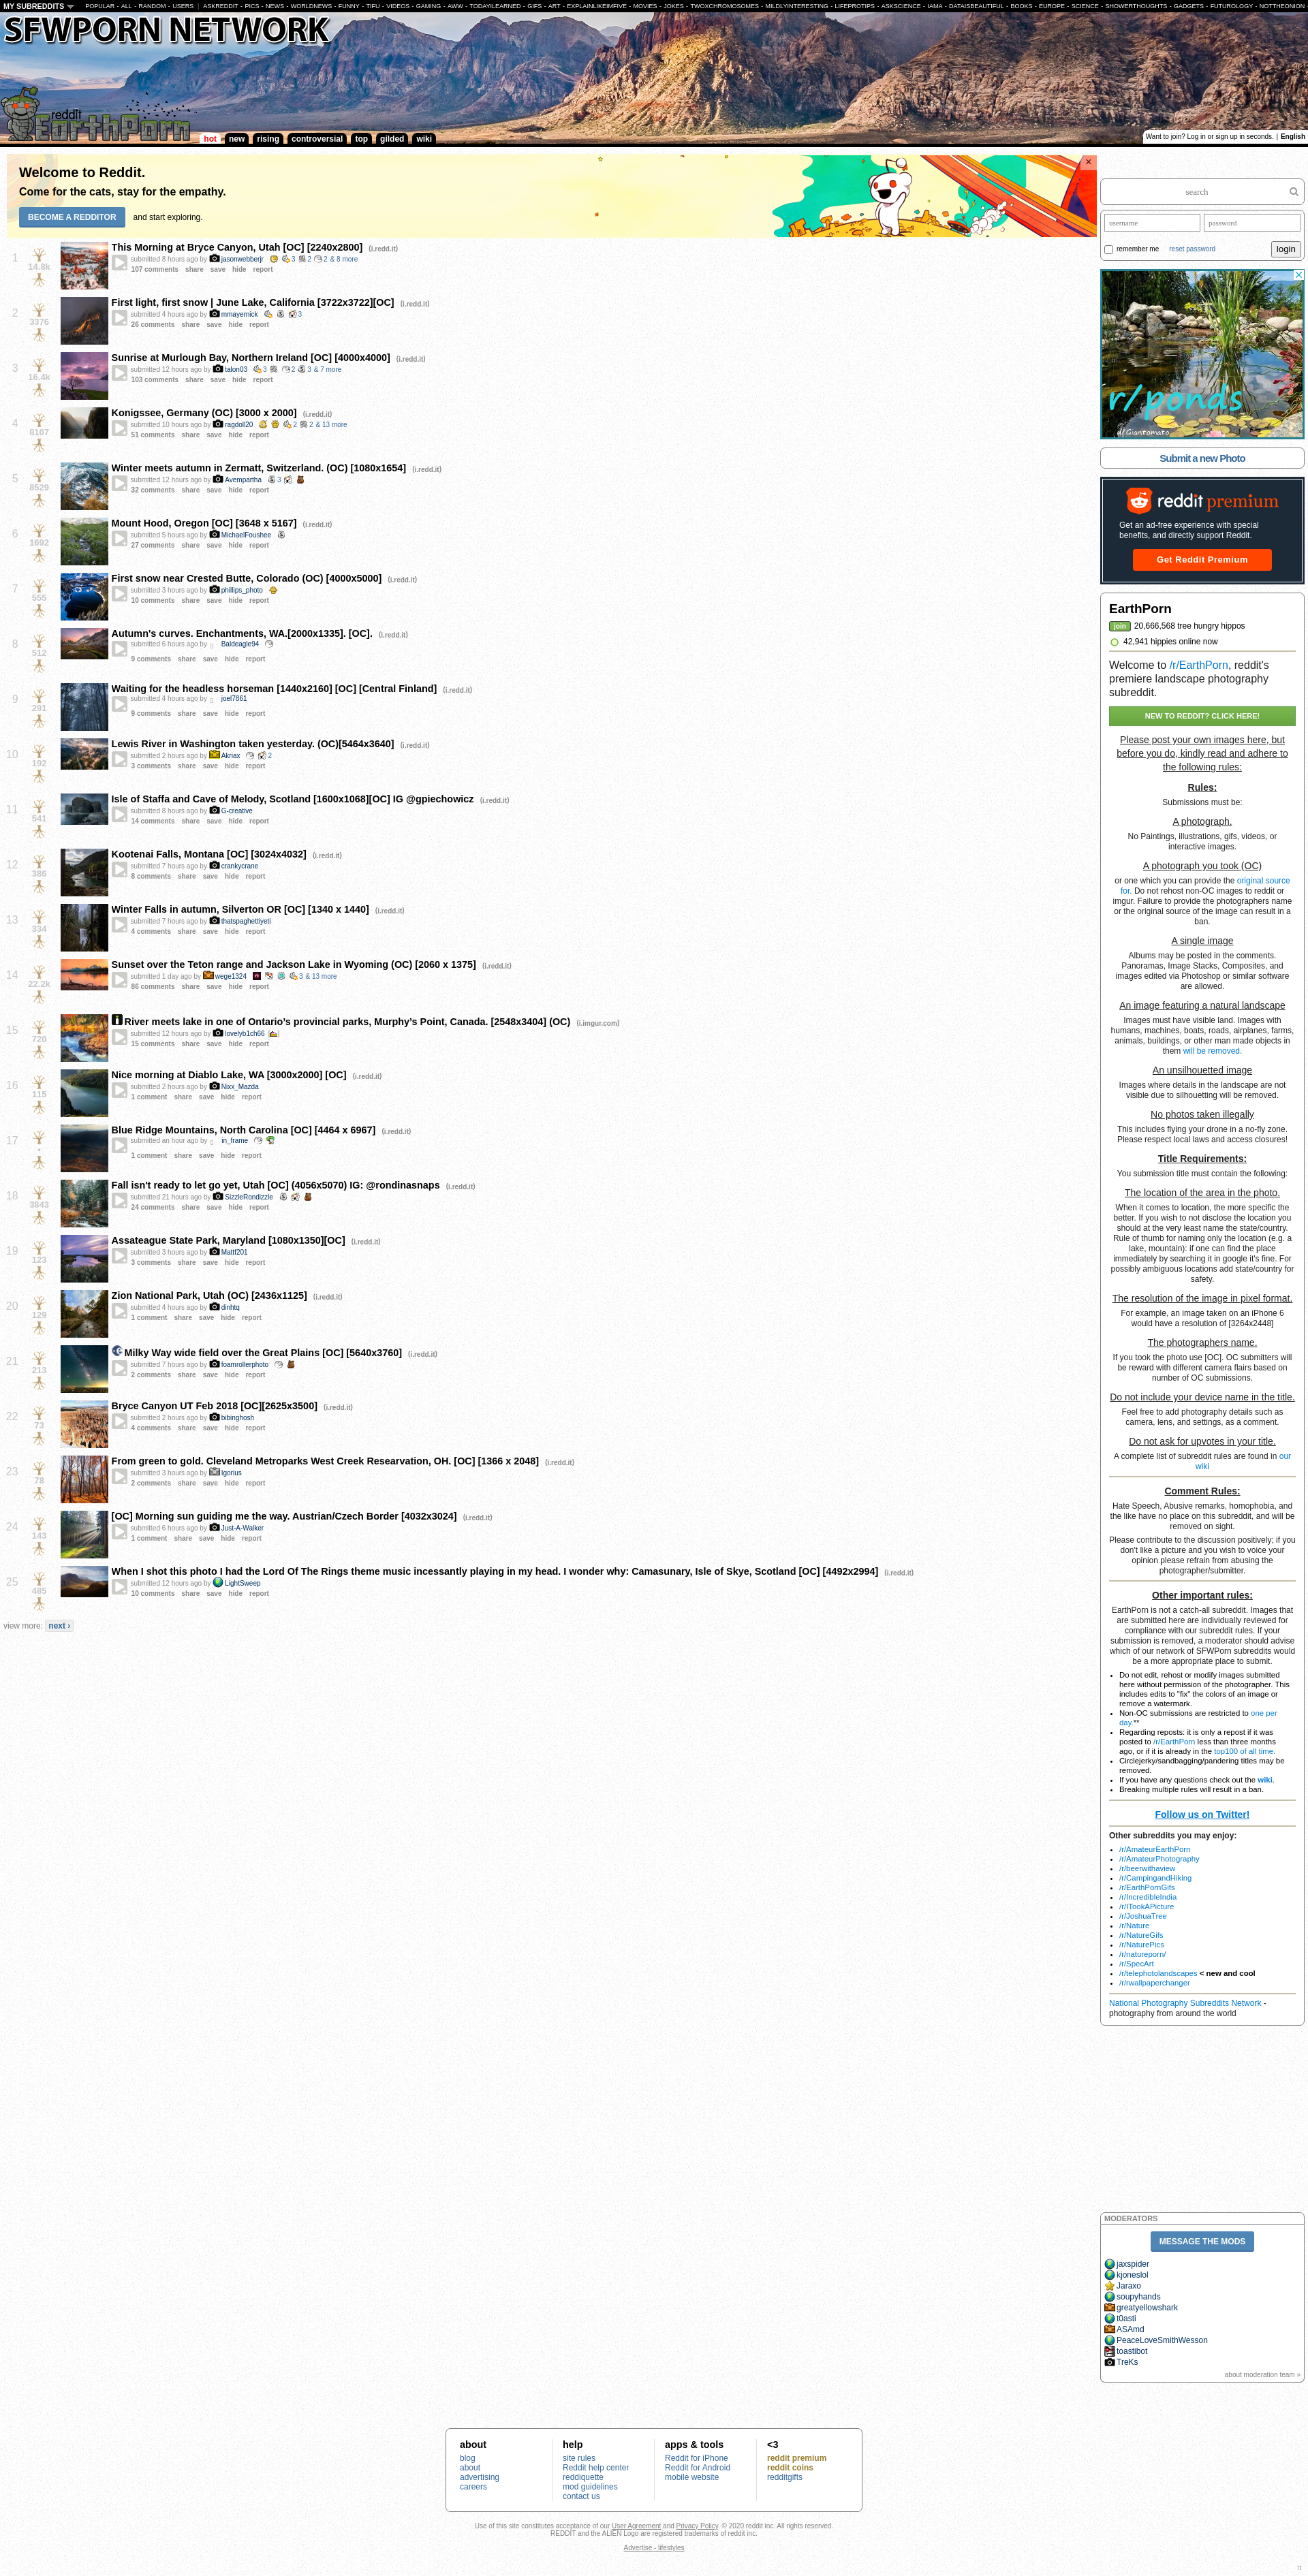 MY SUBREDDITS POPULAR - ALL - RANDOM - USERS | ASKREDDIT - PICS - NEWS - WORLDNEWS - FUNNY - TIFU - VIDEOS - GAMING - AWW - TODAYILEARNED - GIFS - ART - EXPLAINLIKEIMFIVE - MOVIES - JOKES - TWOXCHROMOSOMES - MILDLYINTERESTING - LIFEPROTIPS - ASKSCIENCE - IAMA - DATAISBEAUTIFUL - BOOKS - EUROPE - SCIENCE - SHOWERTHOUGHTS - GADGETS - FUTUROLOGY - NOTTHEONION
SFWPORN NETWORK
reddit
EarthPorn
hot new rising controversial top gilded wiki
Want to join? Log in or sign up in seconds. | English
Welcome to Reddit.
Come for the cats, stay for the empathy.
BECOME A REDDITOR and start exploring.
1 14.8k This Morning at Bryce Canyon, Utah [OC] [2240x2800] (i.redd.it)
submitted 8 hours ago by jasonwebberjr 3 2 2 & 8 more
107 comments share save hide report
2 3376 First light, first snow | June Lake, California [3722x3722][OC] (i.redd.it)
submitted 4 hours ago by mmayernick 3
26 comments share save hide report
3 16.4k Sunrise at Murlough Bay, Northern Ireland [OC] [4000x4000] (i.redd.it)
submitted 12 hours ago by talon03 3 2 3 & 7 more
103 comments share save hide report
4 8107 Konigssee, Germany (OC) [3000 x 2000] (i.redd.it)
submitted 10 hours ago by ragdoll20 2 2 & 13 more
51 comments share save hide report
5 8529 Winter meets autumn in Zermatt, Switzerland. (OC) [1080x1654] (i.redd.it)
submitted 12 hours ago by Avempartha 3
32 comments share save hide report
6 1692 Mount Hood, Oregon [OC] [3648 x 5167] (i.redd.it)
submitted 5 hours ago by MichaelFoushee
27 comments share save hide report
7 555 First snow near Crested Butte, Colorado (OC) [4000x5000] (i.redd.it)
submitted 3 hours ago by phillips_photo
10 comments share save hide report
8 512 Autumn's curves. Enchantments, WA.[2000x1335]. [OC]. (i.redd.it)
submitted 6 hours ago by Baldeagle94
9 comments share save hide report
9 291 Waiting for the headless horseman [1440x2160] [OC] [Central Finland] (i.redd.it)
submitted 4 hours ago by joel7861
9 comments share save hide report
10 192 Lewis River in Washington taken yesterday. (OC)[5464x3640] (i.redd.it)
submitted 2 hours ago by Akriax 2
3 comments share save hide report
11 541 Isle of Staffa and Cave of Melody, Scotland [1600x1068][OC] IG @gpiechowicz (i.redd.it)
submitted 8 hours ago by G-creative
14 comments share save hide report
12 386 Kootenai Falls, Montana [OC] [3024x4032] (i.redd.it)
submitted 7 hours ago by crankycrane
8 comments share save hide report
13 334 Winter Falls in autumn, Silverton OR [OC] [1340 x 1440] (i.redd.it)
submitted 7 hours ago by thatspaghettiyeti
4 comments share save hide report
14 22.2k Sunset over the Teton range and Jackson Lake in Wyoming (OC) [2060 x 1375] (i.redd.it)
submitted 1 day ago by wege1324 3 & 13 more
86 comments share save hide report
15 720 River meets lake in one of Ontario's provincial parks, Murphy's Point, Canada. [2548x3404] (OC) (i.imgur.com)
submitted 12 hours ago by lovelyb1ch66
15 comments share save hide report
16 115 Nice morning at Diablo Lake, WA [3000x2000] [OC] (i.redd.it)
submitted 2 hours ago by Nixx_Mazda
1 comment share save hide report
17 • Blue Ridge Mountains, North Carolina [OC] [4464 x 6967] (i.redd.it)
submitted an hour ago by in_frame
1 comment share save hide report
18 3843 Fall isn't ready to let go yet, Utah [OC] (4056x5070) IG: @rondinasnaps (i.redd.it)
submitted 21 hours ago by SizzleRondizzle
24 comments share save hide report
19 123 Assateague State Park, Maryland [1080x1350][OC] (i.redd.it)
submitted 3 hours ago by Mattf201
3 comments share save hide report
20 129 Zion National Park, Utah (OC) [2436x1125] (i.redd.it)
submitted 4 hours ago by dinhtq
1 comment share save hide report
21 213 Milky Way wide field over the Great Plains [OC] [5640x3760] (i.redd.it)
submitted 7 hours ago by foamrollerphoto
2 comments share save hide report
22 73 Bryce Canyon UT Feb 2018 [OC][2625x3500] (i.redd.it)
submitted 2 hours ago by bibinghosh
4 comments share save hide report
23 78 From green to gold. Cleveland Metroparks West Creek Researvation, OH. [OC] [1366 x 2048] (i.redd.it)
submitted 3 hours ago by Igorius
2 comments share save hide report
24 143 [OC] Morning sun guiding me the way. Austrian/Czech Border [4032x3024] (i.redd.it)
submitted 6 hours ago by Just-A-Walker
1 comment share save hide report
25 485 When I shot this photo I had the Lord Of The Rings theme music incessantly playing in my head. I wonder why: Camasunary, Isle of Skye, Scotland [OC] [4492x2994] (i.redd.it)
submitted 12 hours ago by LightSweep
10 comments share save hide report
view more: next ›
search
username password
remember me reset password login
r/ponds
u/Giantomato
Submit a new Photo
reddit premium
Get an ad-free experience with special
benefits, and directly support Reddit.
Get Reddit Premium
EarthPorn
join 20,666,568 tree hungry hippos
42,941 hippies online now
Welcome to /r/EarthPorn, reddit's
premiere landscape photography
subreddit.
NEW TO REDDIT? CLICK HERE!
Please post your own images here, but
before you do, kindly read and adhere to
the following rules:
Rules:
Submissions must be:
A photograph.
No Paintings, illustrations, gifs, videos, or
interactive images.
A photograph you took (OC)
or one which you can provide the original source
for. Do not rehost non-OC images to reddit or
imgur. Failure to provide the photographers name
or the original source of the image can result in a
ban.
A single image
Albums may be posted in the comments.
Panoramas, Image Stacks, Composites, and
images edited via Photoshop or similar software
are allowed.
An image featuring a natural landscape
Images must have visible land. Images with
humans, machines, boats, roads, airplanes, farms,
animals, buildings, or other man made objects in
them will be removed.
An unsilhouetted image
Images where details in the landscape are not
visible due to silhouetting will be removed.
No photos taken illegally
This includes flying your drone in a no-fly zone.
Please respect local laws and access closures!
Title Requirements:
You submission title must contain the following:
The location of the area in the photo.
When it comes to location, the more specific the
better. If you wish to not disclose the location you
should at the very least name the state/country.
Rule of thumb for naming only the location (e.g. a
lake, mountain): if one can find the place
immediately by searching it in google it's fine. For
possibly ambiguous locations add state/country for
safety.
The resolution of the image in pixel format.
For example, an image taken on an iPhone 6
would have a resolution of [3264x2448]
The photographers name.
If you took the photo use [OC]. OC submitters will
be reward with different camera flairs based on
number of OC submissions.
Do not include your device name in the title.
Feel free to add photography details such as
camera, lens, and settings, as a comment.
Do not ask for upvotes in your title.
A complete list of subreddit rules are found in our
wiki
Comment Rules:
Hate Speech, Abusive remarks, homophobia, and
the like have no place on this subreddit, and will be
removed on sight.
Please contribute to the discussion positively; if you
don't like a picture and you wish to voice your
opinion please refrain from abusing the
photographer/submitter.
Other important rules:
EarthPorn is not a catch-all subreddit. Images that
are submitted here are individually reviewed for
compliance with our subreddit rules. If your
submission is removed, a moderator should advise
which of our network of SFWPorn subreddits would
be a more appropriate place to submit.
• Do not edit, rehost or modify images submitted
here without permission of the photographer. This
includes edits to "fix" the colors of an image or
remove a watermark.
• Non-OC submissions are restricted to one per
day.**
• Regarding reposts: it is only a repost if it was
posted to /r/EarthPorn less than three months
ago, or if it is already in the top100 of all time.
• Circlejerky/sandbagging/pandering titles may be
removed.
• If you have any questions check out the wiki.
• Breaking multiple rules will result in a ban.
Follow us on Twitter!
Other subreddits you may enjoy:
• /r/AmateurEarthPorn
• /r/AmateurPhotography
• /r/beerwithaview
• /r/CampingandHiking
• /r/EarthPornGifs
• /r/IncredibleIndia
• /r/ITookAPicture
• /r/JoshuaTree
• /r/Nature
• /r/NatureGifs
• /r/NaturePics
• /r/natureporn/
• /r/SpecArt
• /r/telephotolandscapes < new and cool
• /r/rwallpaperchanger
National Photography Subreddits Network -
photography from around the world
MODERATORS
MESSAGE THE MODS
jaxspider
kjoneslol
Jaraxo
soupyhands
greatyellowshark
t0asti
ASAmd
PeaceLoveSmithWesson
toastibot
TreKs
about moderation team »
about help apps & tools <3
blog site rules Reddit for iPhone reddit premium
about Reddit help center Reddit for Android reddit coins
advertising reddiquette mobile website redditgifts
careers mod guidelines
contact us
Use of this site constitutes acceptance of our User Agreement and Privacy Policy. © 2020 reddit inc. All rights reserved.
REDDIT and the ALIEN Logo are registered trademarks of reddit inc.
Advertise - lifestyles
π